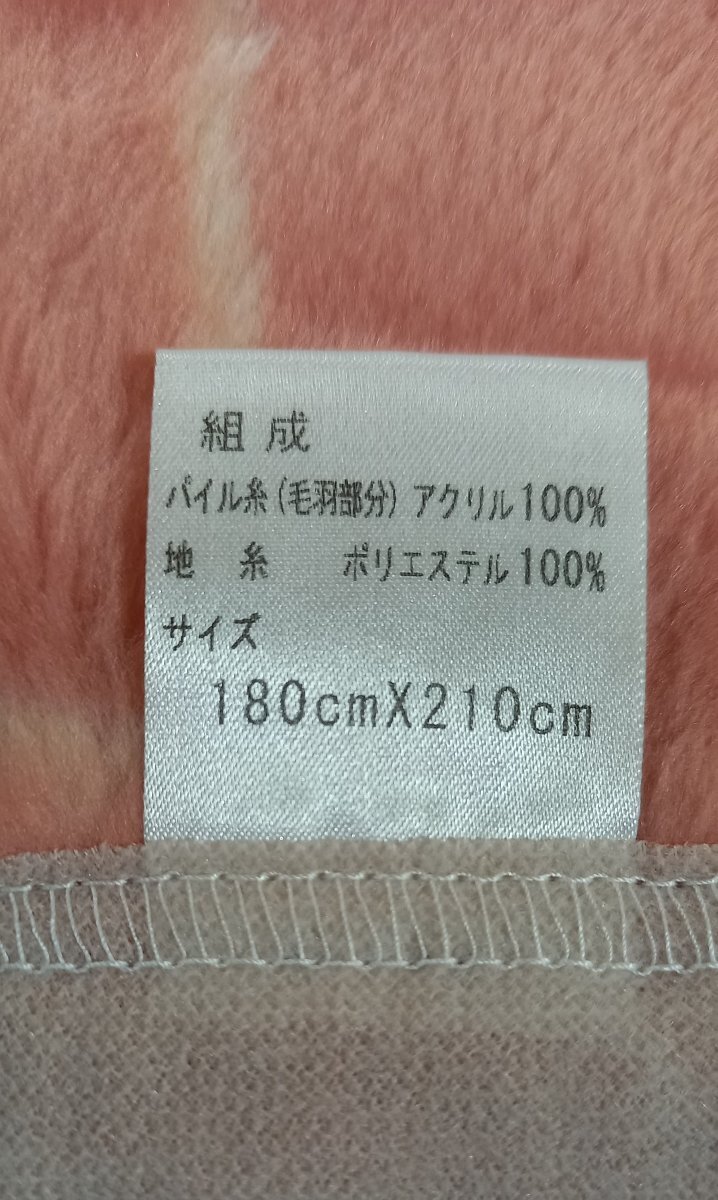 組 成
パイル糸(毛羽部分) アクリル100%
地 糸 ポリエステル100%
サイズ
180cmX210cm